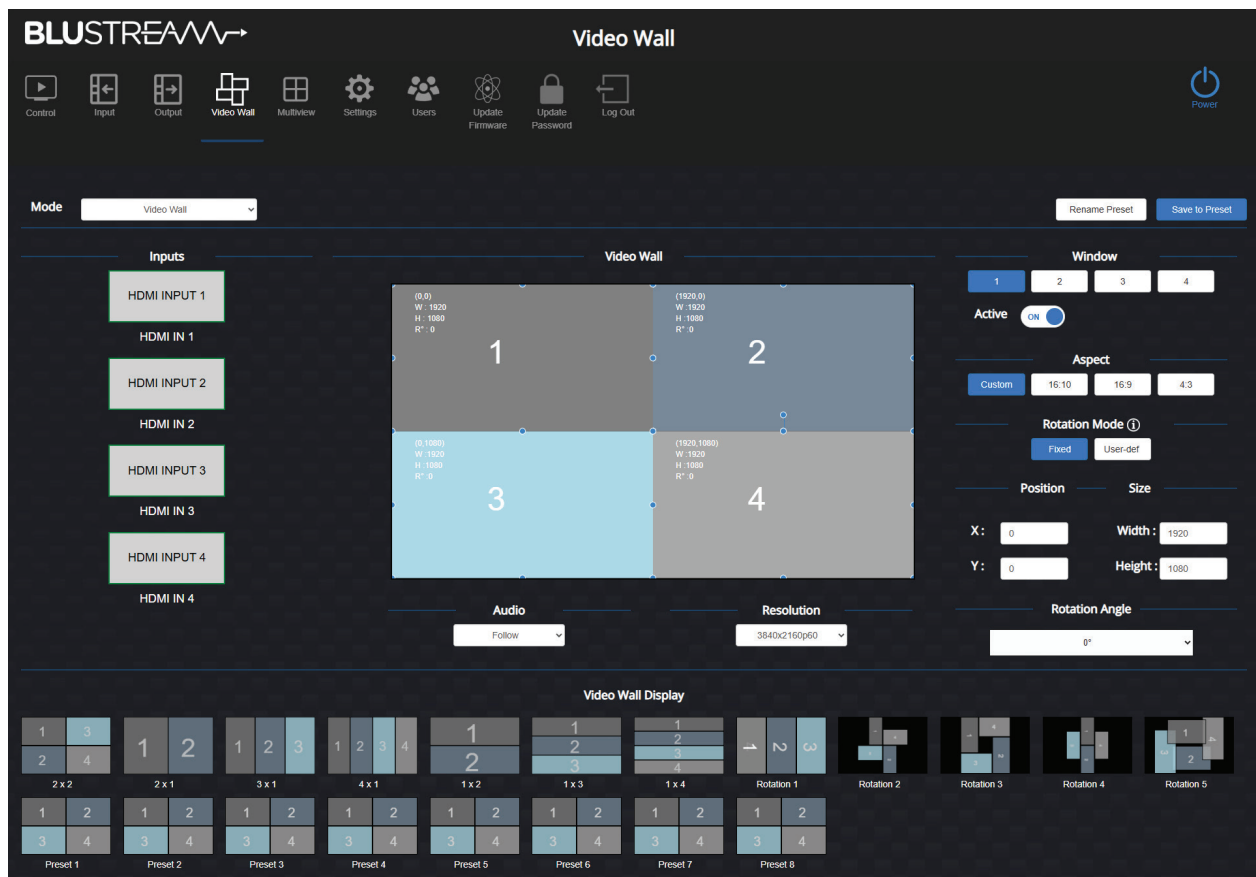 BLUSTREAM
Video Wall
Control
Input
Output
Video Wall
Multiview
Settings
Users
Update
Firmware
Update
Password
Log Out
Power
Mode
Video Wall
Rename Preset
Save to Preset
Inputs
HDMI INPUT 1
HDMI IN 1
HDMI INPUT 2
HDMI IN 2
HDMI INPUT 3
HDMI IN 3
HDMI INPUT 4
HDMI IN 4
Video Wall
(0,0)
W : 1920
H : 1080
R° : 0
1
(1920,0)
W :1920
H :1080
R° :0
2
(0,1080)
W :1920
H :1080
R° :0
3
(1920,1080)
W :1920
H :1080
R° :0
4
Audio
Follow
Resolution
3840x2160p60
Window
1 2 3 4
Active ON
Aspect
Custom 16:10 16:9 4:3
Rotation Mode ⓘ
Fixed User-def
Position Size
X : 0 Width : 1920
Y : 0 Height : 1080
Rotation Angle
0°
Video Wall Display
1 3
2 4
2 x 2
1 2
2 x 1
1 2 3
3 x 1
1 2 3 4
4 x 1
1
2
1 x 2
1
2
3
1 x 3
1
2
3
4
1 x 4
1 2 3
Rotation 1
Rotation 2
Rotation 3
Rotation 4
1
2
3
4
Rotation 5
1 2
3 4
Preset 1
1 2
3 4
Preset 2
1 2
3 4
Preset 3
1 2
3 4
Preset 4
1 2
3 4
Preset 5
1 2
3 4
Preset 6
1 2
3 4
Preset 7
1 2
3 4
Preset 8